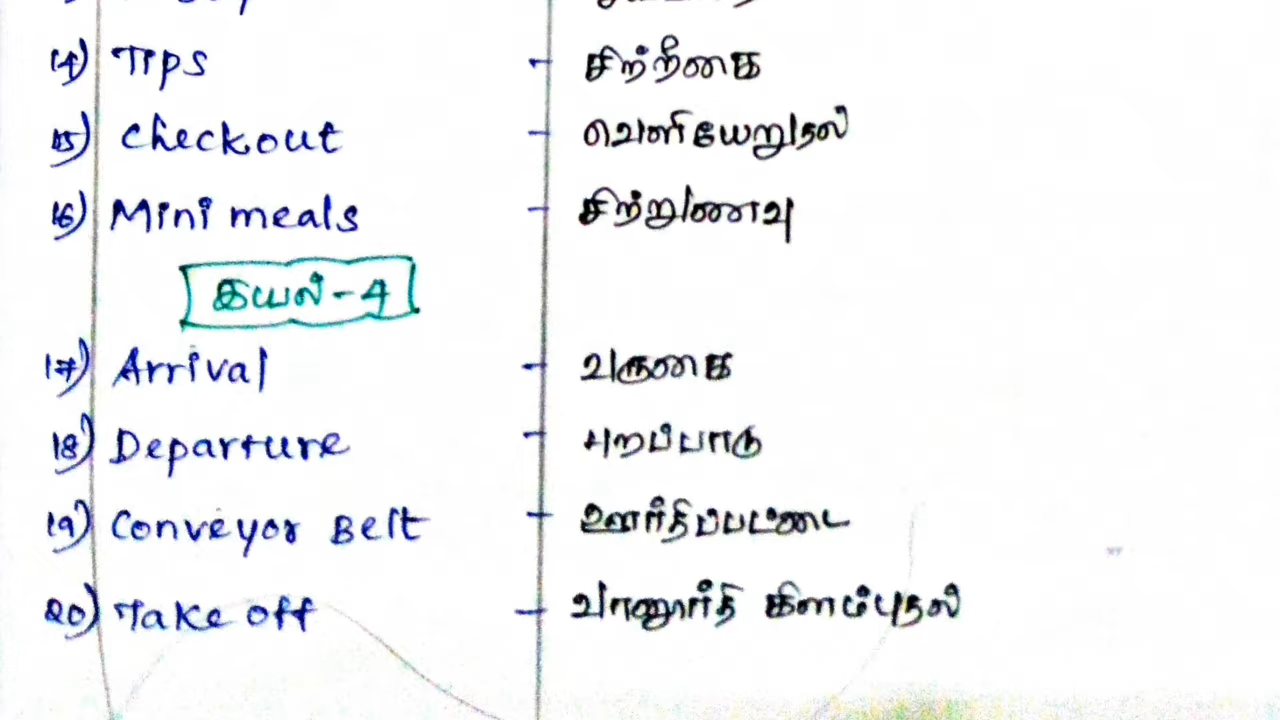 14) Tips - சிற்றீகை
15) Checkout - வெளியேறுதல்
16) Mini meals - சிற்றுணவு
இயல் - 4
17) Arrival - வருகை
18) Departure - புறப்பாடு
19) Conveyor Belt - ஊர்திப்பட்டை
20) Take off - வானூர்தி கிளம்புதல்